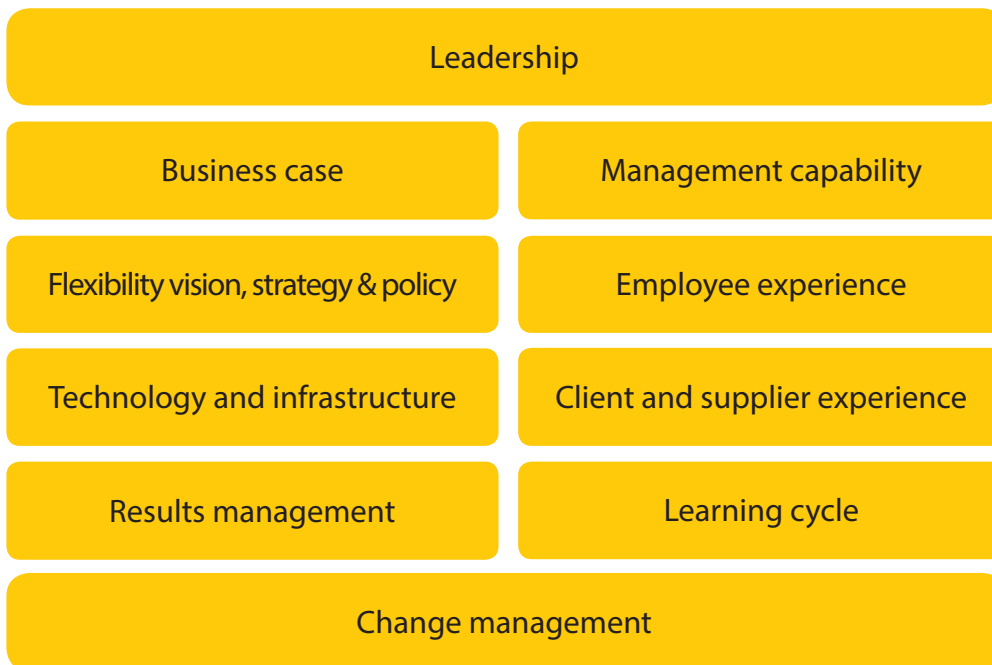 Leadership
Business case
Management capability
Flexibility vision, strategy & policy
Employee experience
Technology and infrastructure
Client and supplier experience
Results management
Learning cycle
Change management